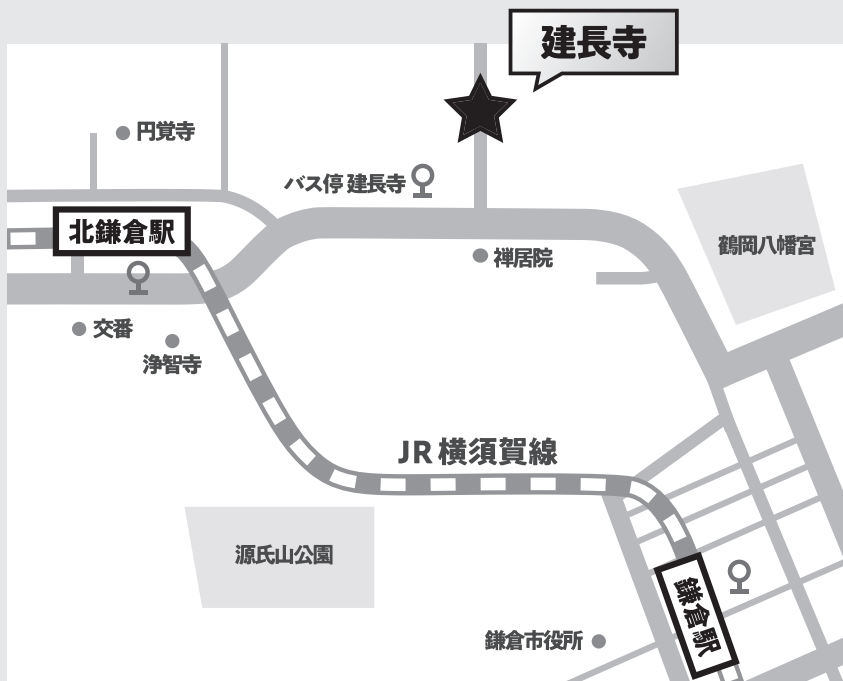 建長寺
円覚寺
バス停 建長寺
北鎌倉駅
鶴岡八幡宮
禅居院
交番
浄智寺
JR 横須賀線
源氏山公園
鎌倉駅
鎌倉市役所